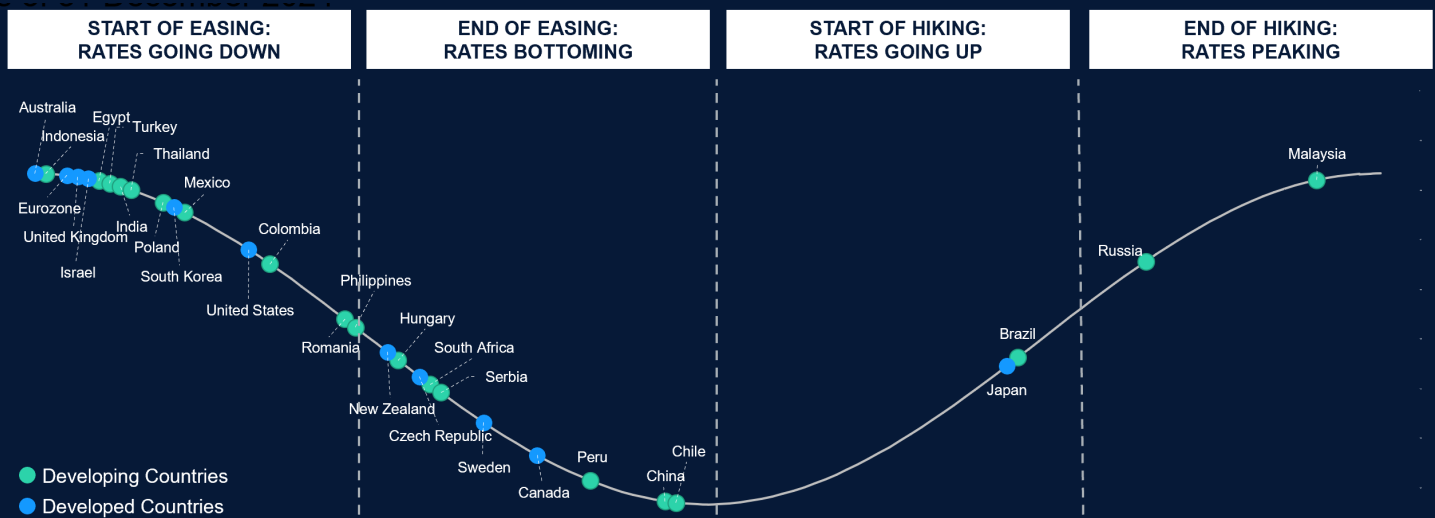 START OF EASING:
RATES GOING DOWN
END OF EASING:
RATES BOTTOMING
START OF HIKING:
RATES GOING UP
END OF HIKING:
RATES PEAKING
Australia
Indonesia
Egypt
Turkey
Thailand
Mexico
Eurozone
United Kingdom
India
Poland
Israel
South Korea
Colombia
United States
Philippines
Romania
Hungary
South Africa
Serbia
New Zealand
Czech Republic
Sweden
Canada
Peru
China
Chile
Japan
Brazil
Russia
Malaysia
Developing Countries
Developed Countries